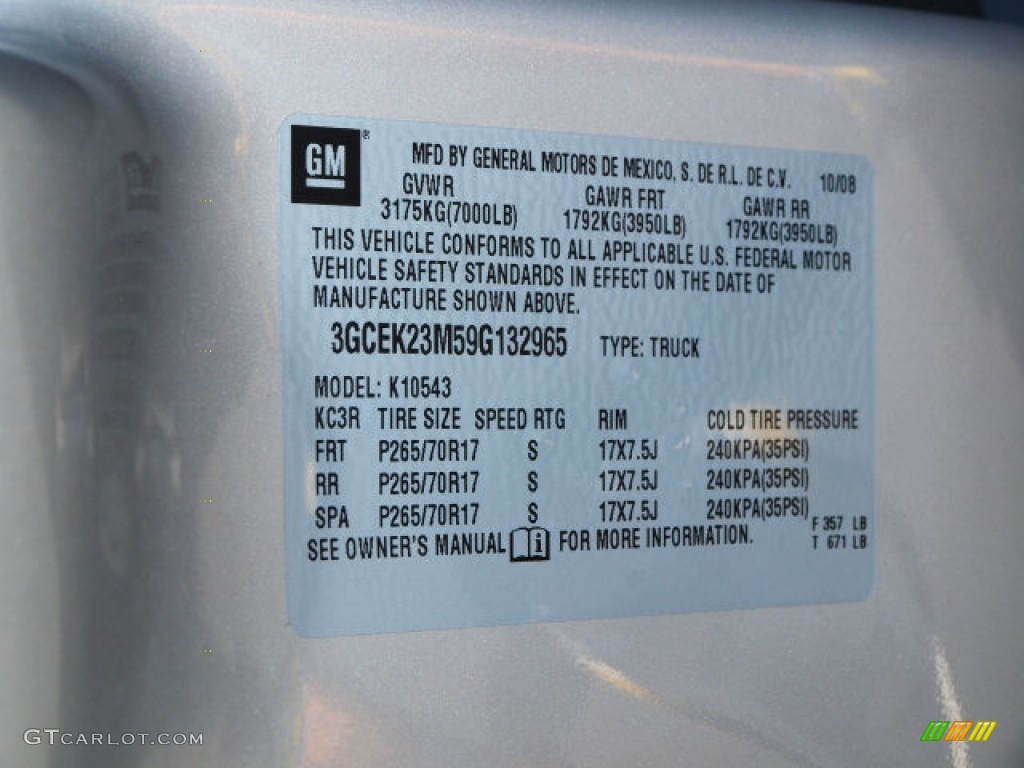 GM ®
MFD BY GENERAL MOTORS DE MEXICO, S. DE R.L. DE C.V. 10/08
GVWR GAWR FRT GAWR RR
3175KG(7000LB) 1792KG(3950LB) 1792KG(3950LB)
THIS VEHICLE CONFORMS TO ALL APPLICABLE U.S. FEDERAL MOTOR
VEHICLE SAFETY STANDARDS IN EFFECT ON THE DATE OF
MANUFACTURE SHOWN ABOVE.
3GCEK23M59G132965 TYPE: TRUCK
MODEL: K10543
KC3R TIRE SIZE SPEED RTG RIM COLD TIRE PRESSURE
FRT P265/70R17 S 17X7.5J 240KPA(35PSI)
RR P265/70R17 S 17X7.5J 240KPA(35PSI)
SPA P265/70R17 S 17X7.5J 240KPA(35PSI)
F 357 LB
T 671 LB
SEE OWNER'S MANUAL i FOR MORE INFORMATION.
GTCARLOT.COM